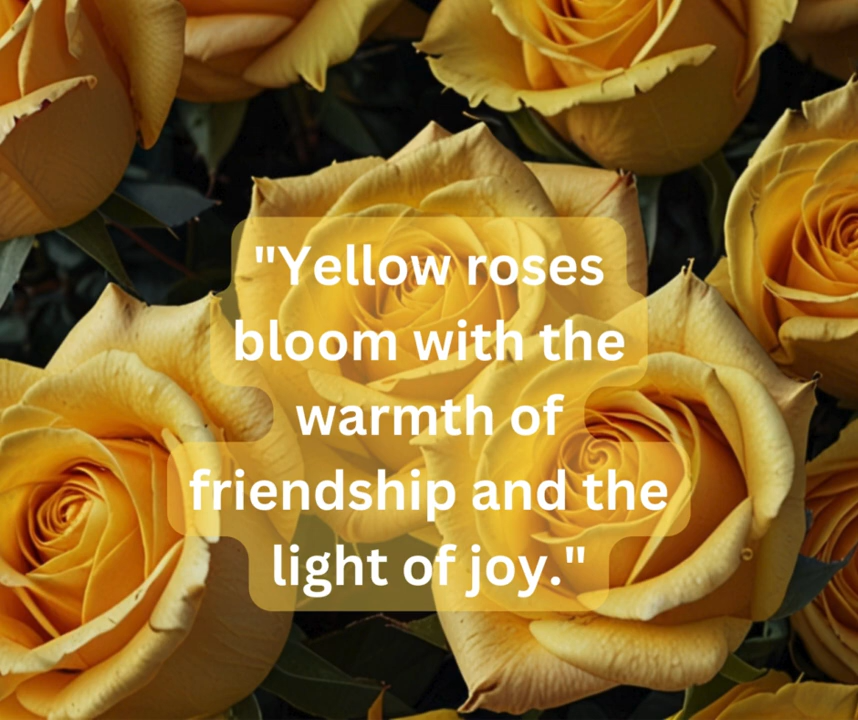 "Yellow roses
bloom with the
warmth of
friendship and the
light of joy."